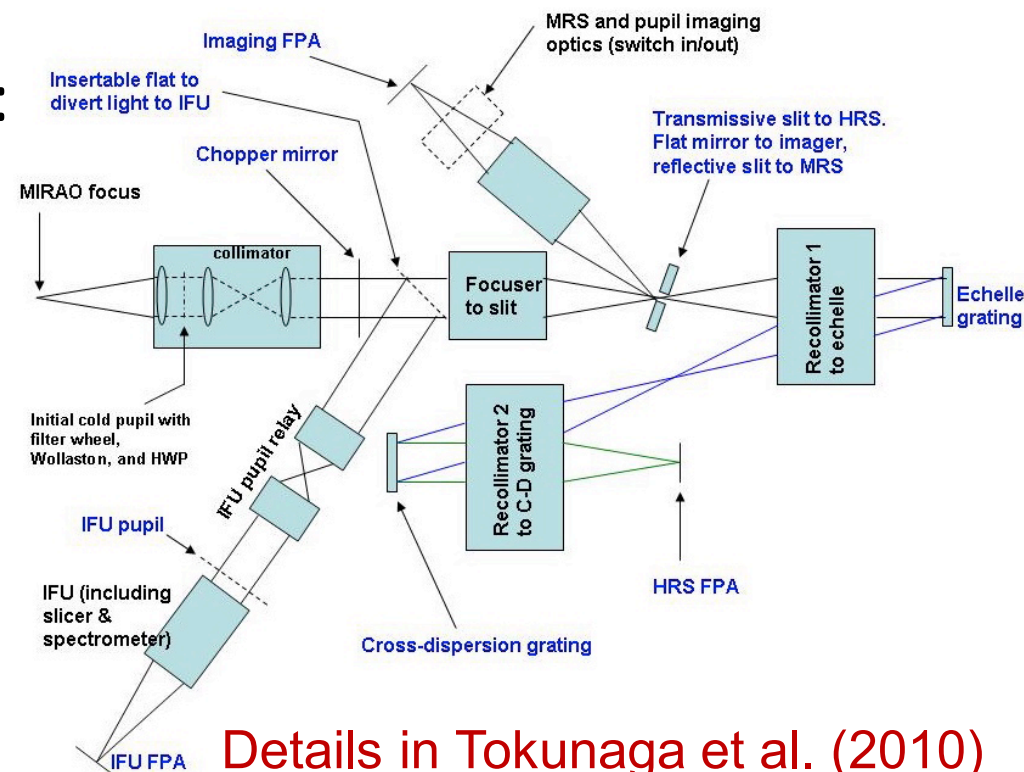 :
MRS and pupil imaging
optics (switch in/out)
Imaging FPA
Insertable flat to
divert light to IFU
Transmissive slit to HRS.
Flat mirror to imager,
reflective slit to MRS
Chopper mirror
MIRAO focus
collimator
Focuser
to slit
Recollimator 1
to echelle
Echelle
grating
Initial cold pupil with
filter wheel,
Wollaston, and HWP
IFU pupil relay
Recollimator 2
to C-D grating
IFU pupil
HRS FPA
IFU (including
slicer &
spectrometer)
Cross-dispersion grating
IFU FPA
Details in Tokunaga et al. (2010)